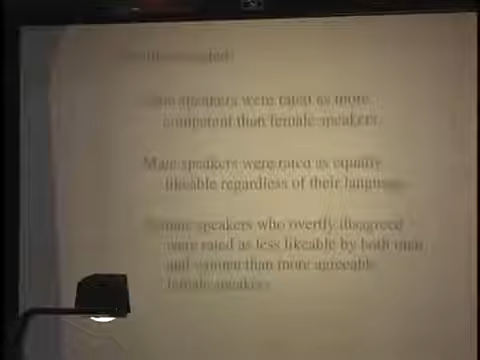 speakers were rated as more
competent than female speakers.
Male speakers were rated as equally
likeable regardless of their language
Female speakers who overtly disagreed
were rated as less likeable by both men
and women than more agreeable
female speakers